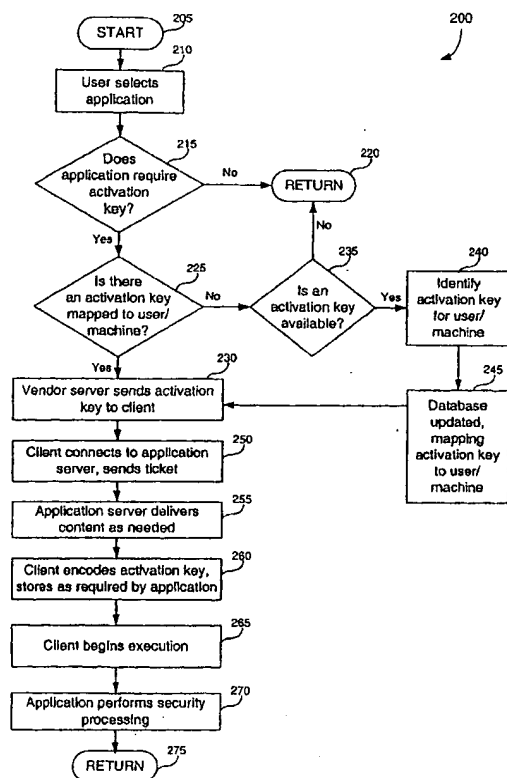 200
205
START
210
User selects
application
215
Does
application require
activation
key?
No
220
RETURN
Yes
No
225
Is there
an activation key
mapped to user/
machine?
No
235
Is an
activation key
available?
Yes
240
Identify
activation key
for user/
machine
Yes
230
Vendor server sends activation
key to client
245
Database
updated,
mapping
activation key
to user/
machine
250
Client connects to application
server, sends ticket
255
Application server delivers
content as needed
260
Client encodes activation key,
stores as required by application
265
Client begins execution
270
Application performs security
processing
RETURN
275